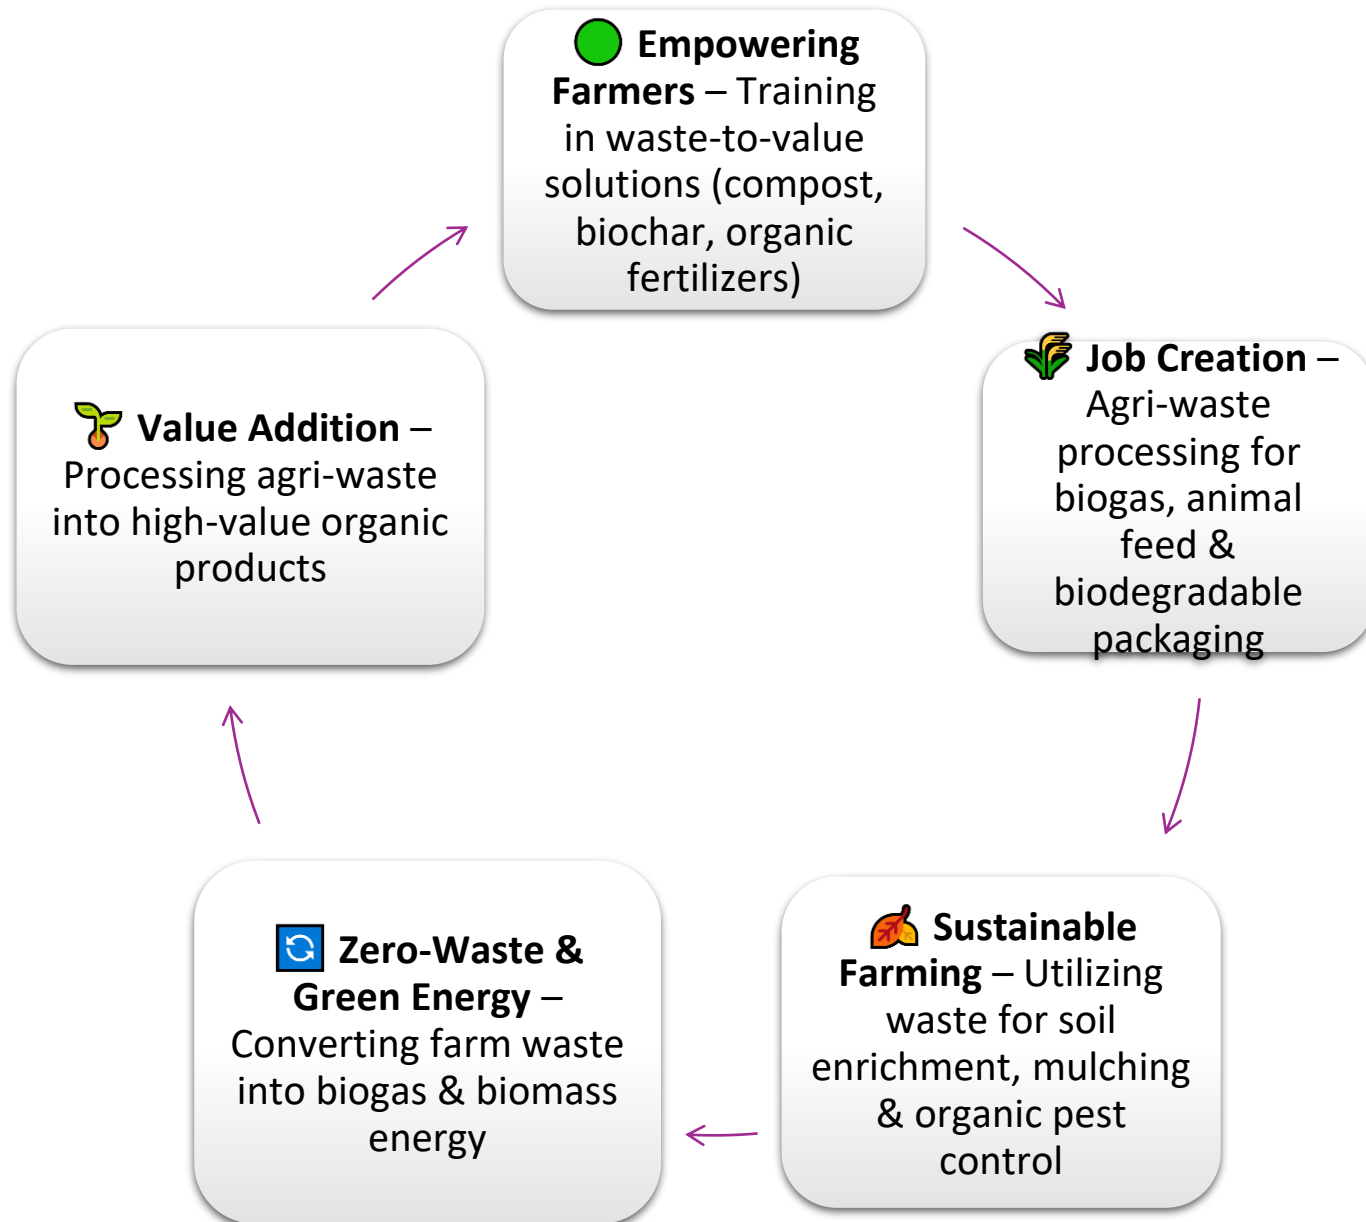 Empowering
Farmers – Training
in waste-to-value
solutions (compost,
biochar, organic
fertilizers)
Job Creation –
Agri-waste
processing for
biogas, animal
feed &
biodegradable
packaging
Sustainable
Farming – Utilizing
waste for soil
enrichment, mulching
& organic pest
control
Zero-Waste &
Green Energy –
Converting farm waste
into biogas & biomass
energy
Value Addition –
Processing agri-waste
into high-value organic
products